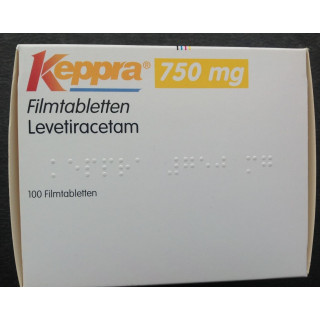 Keppra® 750 mg
Filmtabletten
Levetiracetam
100 Filmtabletten